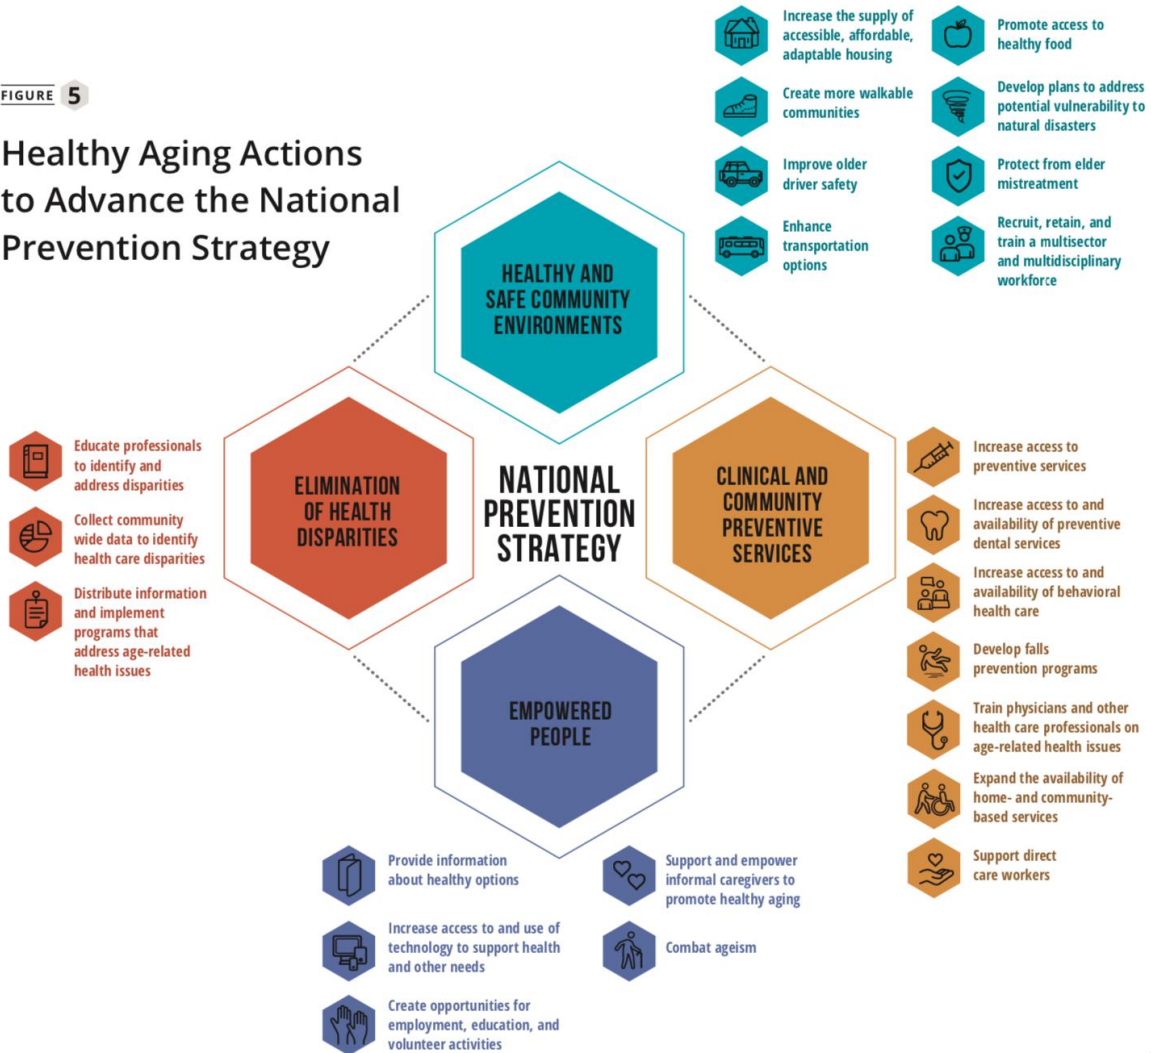 FIGURE 5
Healthy Aging Actions
to Advance the National
Prevention Strategy
Increase the supply of
accessible, affordable,
adaptable housing
Create more walkable
communities
Improve older
driver safety
Enhance
transportation
options
Promote access to
healthy food
Develop plans to address
potential vulnerability to
natural disasters
Protect from elder
mistreatment
Recruit, retain, and
train a multisector
and multidisciplinary
workforce
HEALTHY AND
SAFE COMMUNITY
ENVIRONMENTS
Educate professionals
to identify and
address disparities
Collect community
wide data to identify
health care disparities
Distribute information
and implement
programs that
address age-related
health issues
ELIMINATION
OF HEALTH
DISPARITIES
NATIONAL
PREVENTION
STRATEGY
CLINICAL AND
COMMUNITY
PREVENTIVE
SERVICES
Increase access to
preventive services
Increase access to and
availability of preventive
dental services
Increase access to and
availability of behavioral
health care
Develop falls
prevention programs
Train physicians and other
health care professionals on
age-related health issues
Expand the availability of
home- and community-
based services
Support direct
care workers
EMPOWERED
PEOPLE
Provide information
about healthy options
Increase access to and use of
technology to support health
and other needs
Create opportunities for
employment, education, and
volunteer activities
Support and empower
informal caregivers to
promote healthy aging
Combat ageism